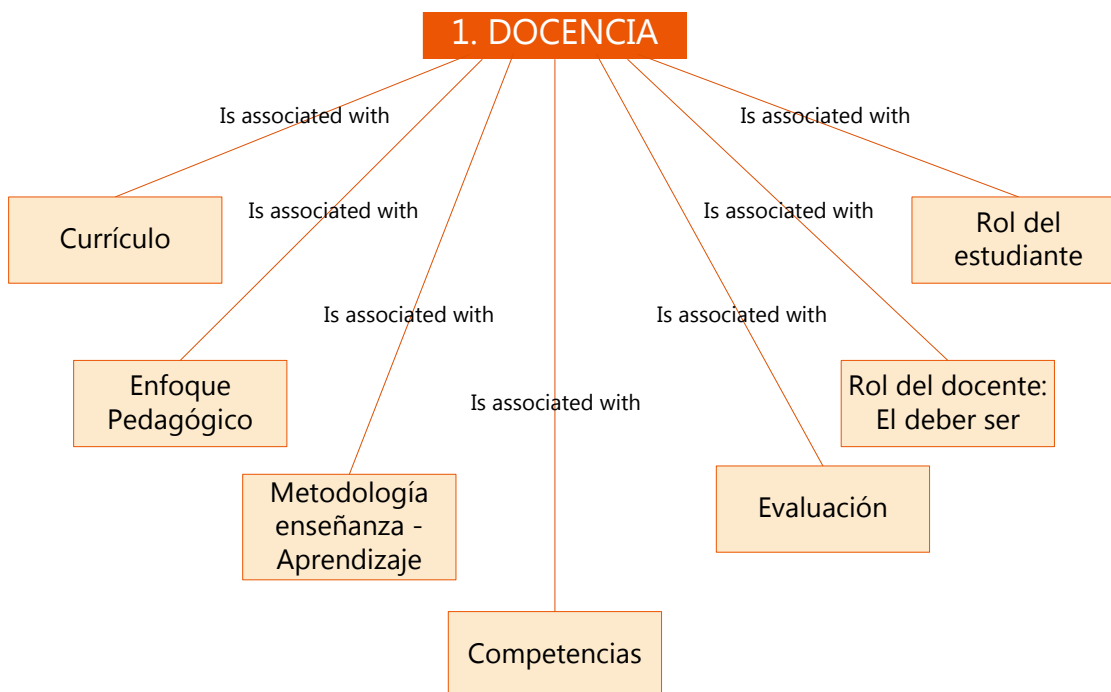 1. DOCENCIA
Is associated with
Is associated with
Currículo
Is associated with
Is associated with
Rol del
estudiante
Is associated with
Is associated with
Enfoque
Pedagógico
Is associated with
Rol del docente:
El deber ser
Metodología
enseñanza -
Aprendizaje
Evaluación
Competencias